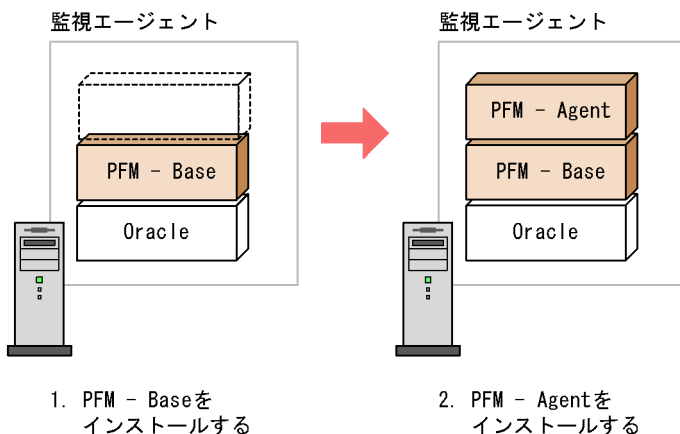 監視エージェント
PFM - Base
Oracle
1. PFM - Baseを
インストールする
監視エージェント
PFM - Agent
PFM - Base
Oracle
2. PFM - Agentを
インストールする